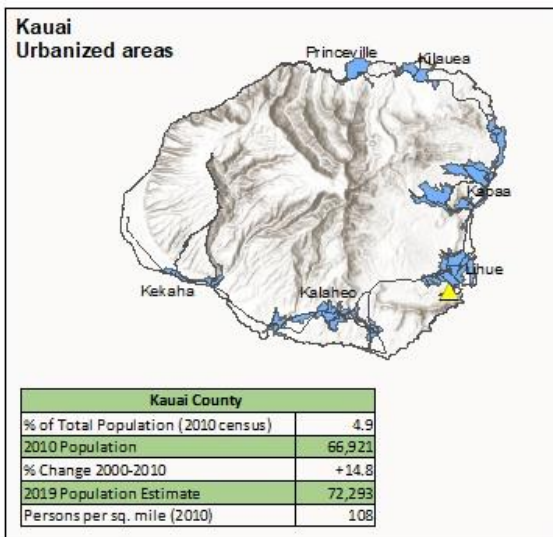 Kauai
Urbanized areas
Princeville
Kilauea
Kapaa
Lihue
Kekaha
Kalaheo
Kauai County
% of Total Population (2010 census) 4.9
2010 Population 66,921
% Change 2000-2010 +14.8
2019 Population Estimate 72,293
Persons per sq. mile (2010) 108